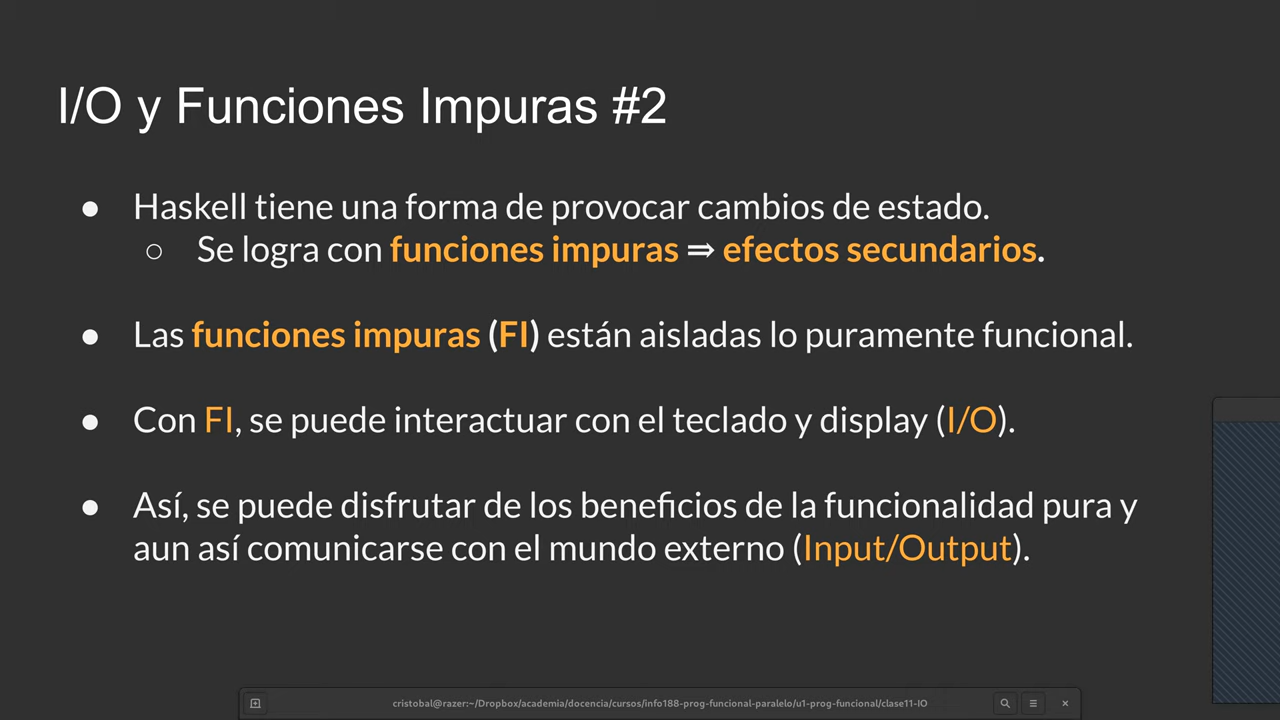 I/O y Funciones Impuras #2
● Haskell tiene una forma de provocar cambios de estado.
○ Se logra con funciones impuras ⇒ efectos secundarios.
● Las funciones impuras (FI) están aisladas lo puramente funcional.
● Con FI, se puede interactuar con el teclado y display (I/O).
● Así, se puede disfrutar de los beneficios de la funcionalidad pura y
aun así comunicarse con el mundo externo (Input/Output).
cristobal@razer:~/Dropbox/academia/docencia/cursos/info188-prog-funcional-paralelo/u1-prog-funcional/clase11-IO